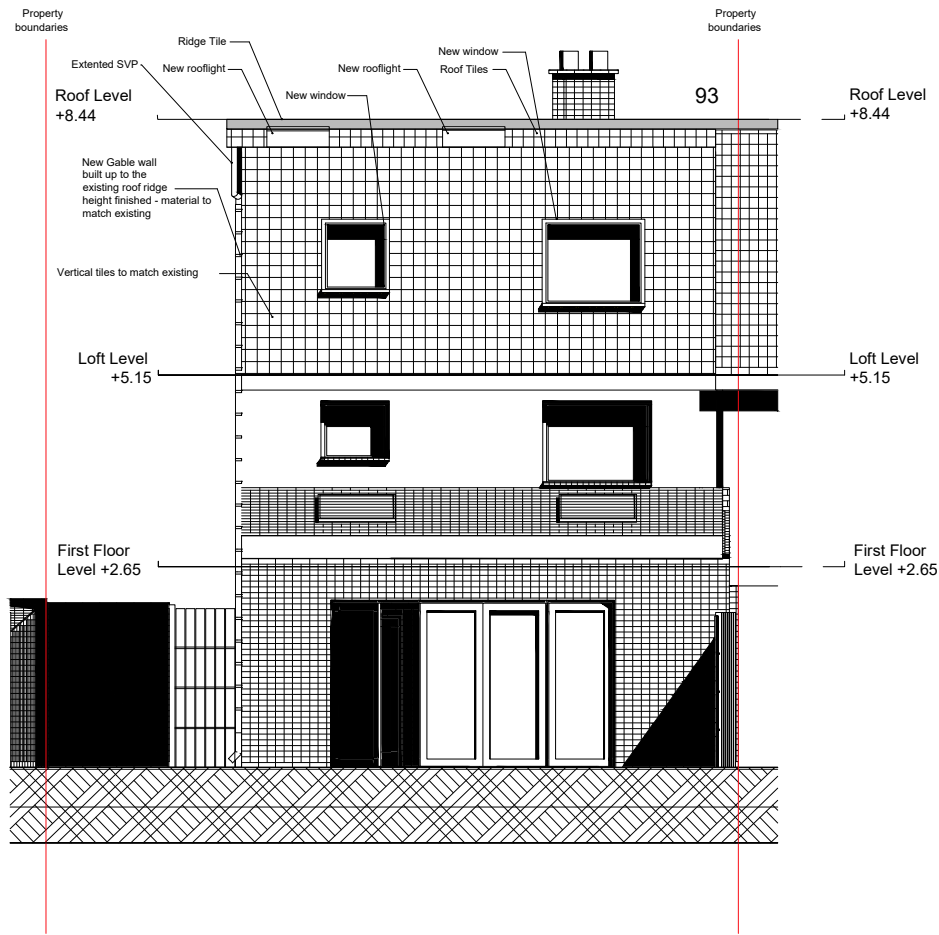 Property
boundaries
Property
boundaries
Ridge Tile
New window
Extented SVP
New rooflight
New rooflight
Roof Tiles
Roof Level
+8.44
New window
93
Roof Level
+8.44
New Gable wall
built up to the
existing roof ridge
height finished - material to
match existing
Vertical tiles to match existing
Loft Level
+5.15
Loft Level
+5.15
First Floor
Level +2.65
First Floor
Level +2.65